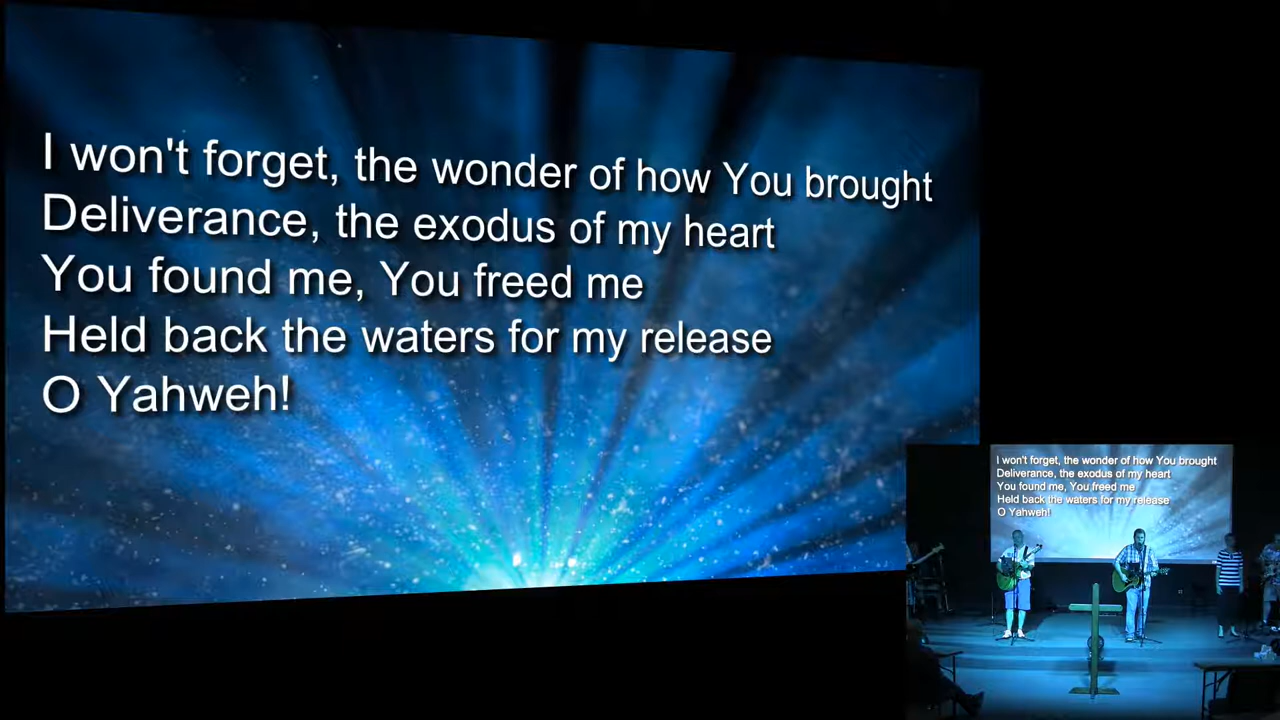 I won't forget, the wonder of how You brought
Deliverance, the exodus of my heart
You found me, You freed me
Held back the waters for my release
O Yahweh!
I won't forget, the wonder of how You brought
Deliverance, the exodus of my heart
You found me, You freed me
Held back the waters for my release
O Yahweh!